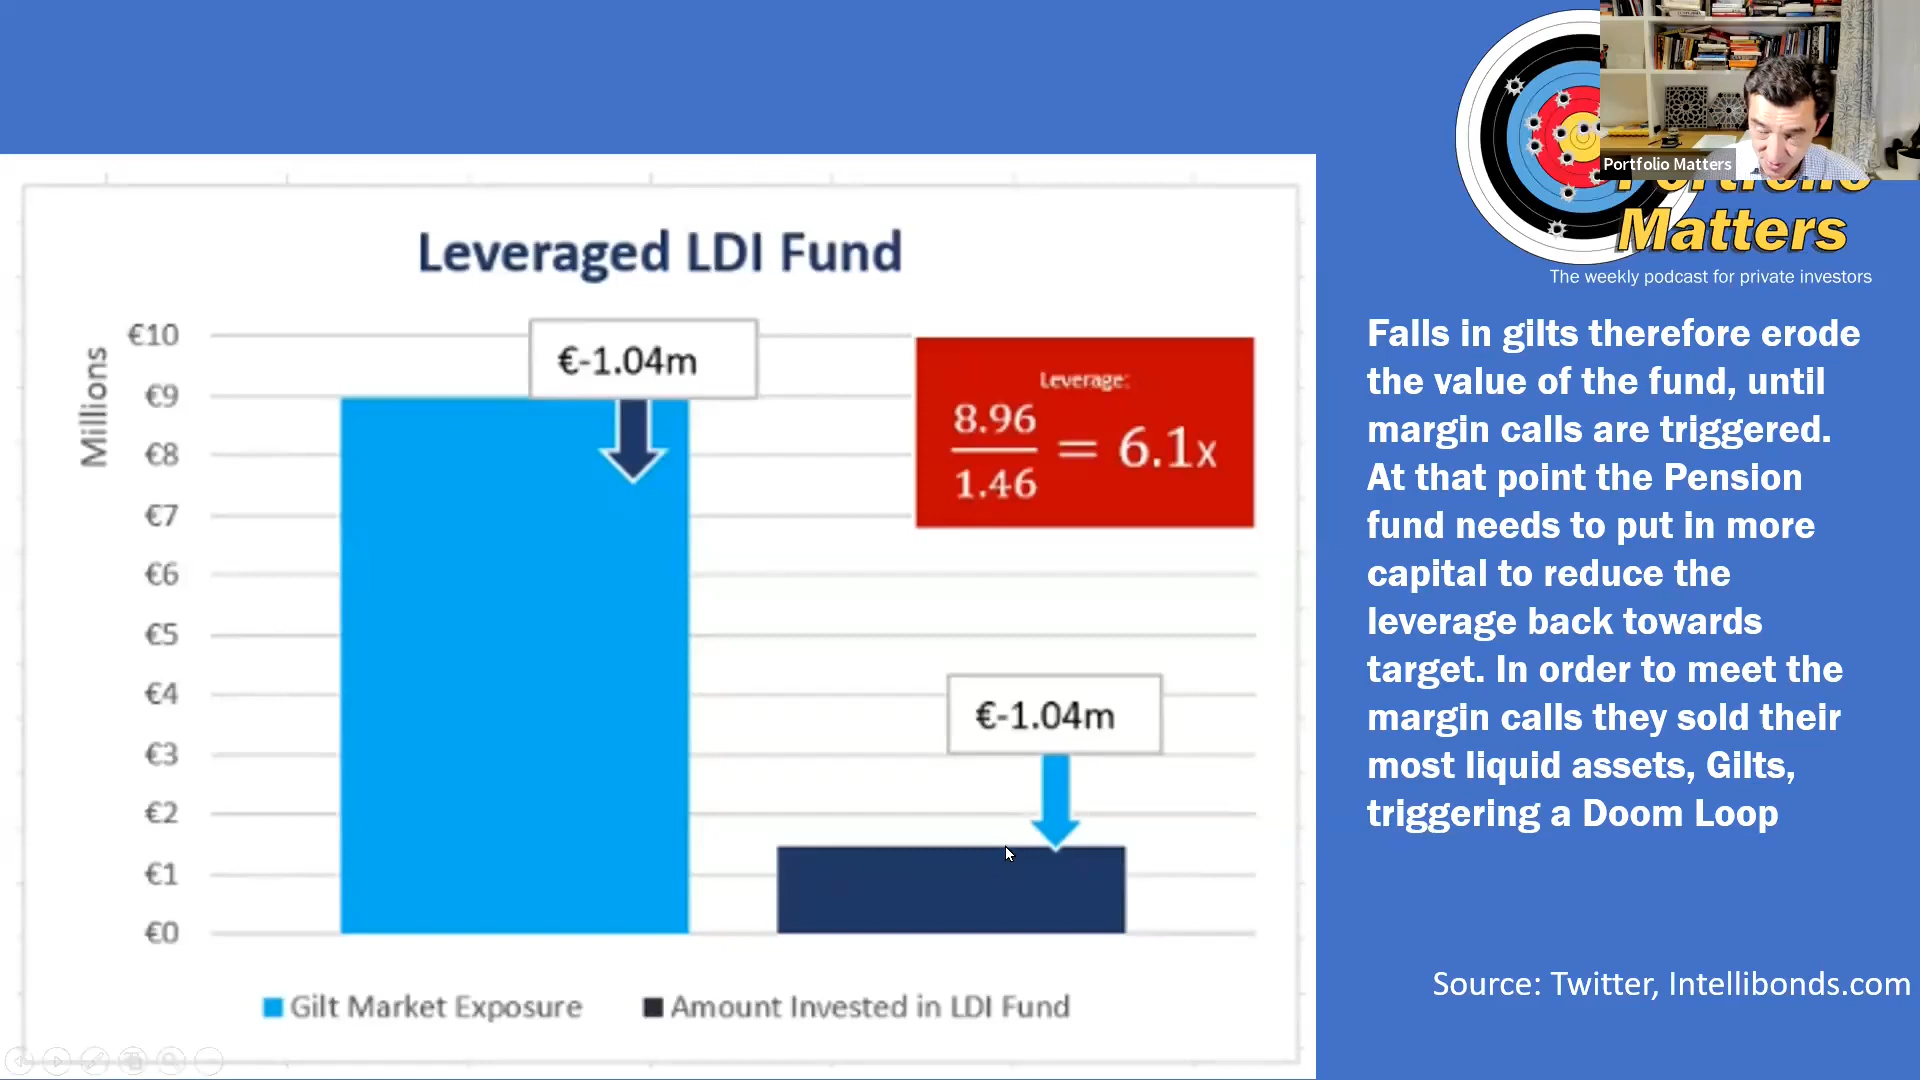 Portfolio Matters
Portfolio
Matters
The weekly podcast for private investors
Leveraged LDI Fund
Millions
€10
€9
€8
€7
€6
€5
€4
€3
€2
€1
€0
€-1.04m
Leverage:
8.96
1.46
= 6.1x
€-1.04m
Gilt Market Exposure
Amount Invested in LDI Fund
Falls in gilts therefore erode
the value of the fund, until
margin calls are triggered.
At that point the Pension
fund needs to put in more
capital to reduce the
leverage back towards
target. In order to meet the
margin calls they sold their
most liquid assets, Gilts,
triggering a Doom Loop
Source: Twitter, Intellibonds.com